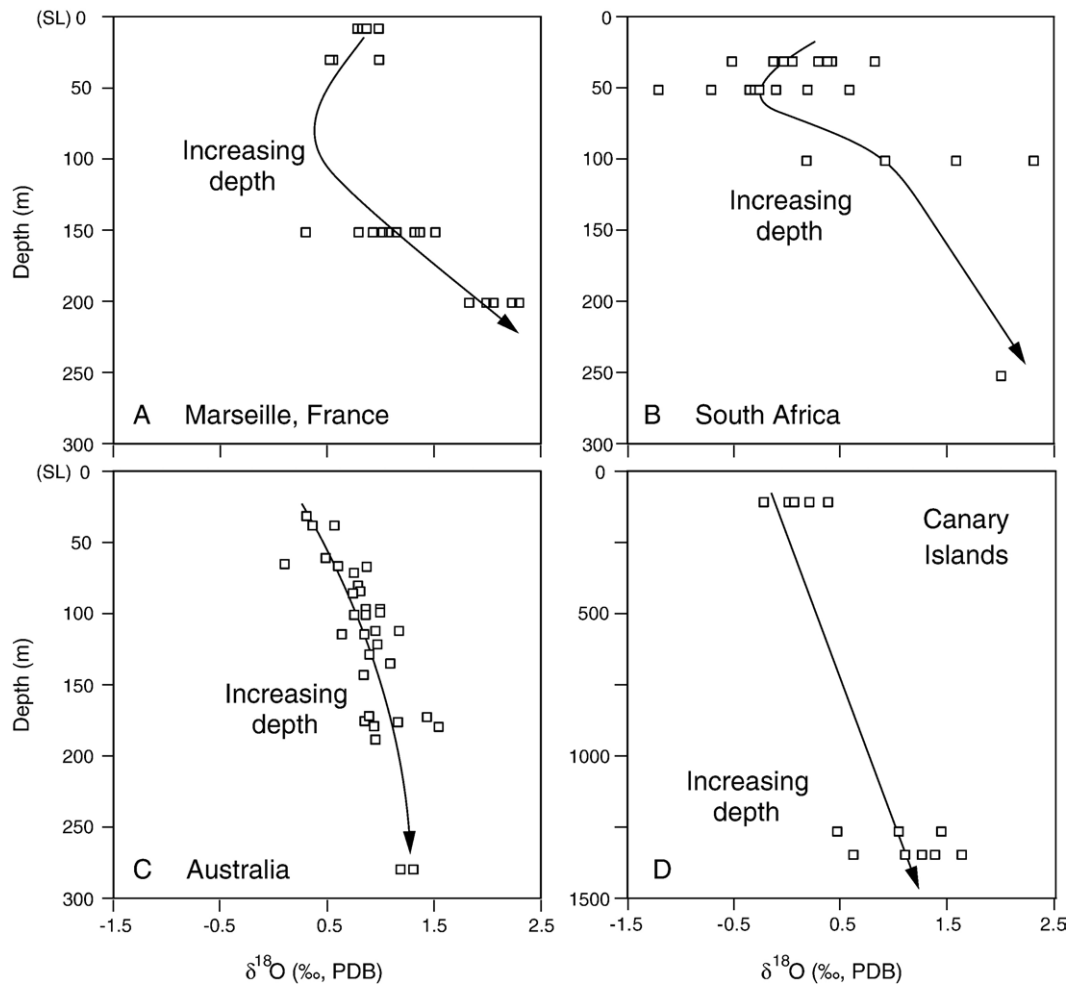 (SL) 0
50
100
150
200
250
300
Depth (m)
Increasing
depth
A Marseille, France
0
50
100
150
200
250
300
Increasing
depth
B South Africa
(SL) 0
50
100
150
200
250
300
Depth (m)
Increasing
depth
C Australia
-1.5 -0.5 0.5 1.5 2.5
δ18O (‰, PDB)
0
500
1000
1500
Canary
Islands
Increasing
depth
D
-1.5 -0.5 0.5 1.5 2.5
δ18O (‰, PDB)